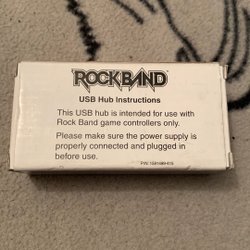 ROCKBAND
USB Hub Instructions
This USB hub is intended for use with
Rock Band game controllers only.
Please make sure the power supply is
properly connected and plugged in
before use.